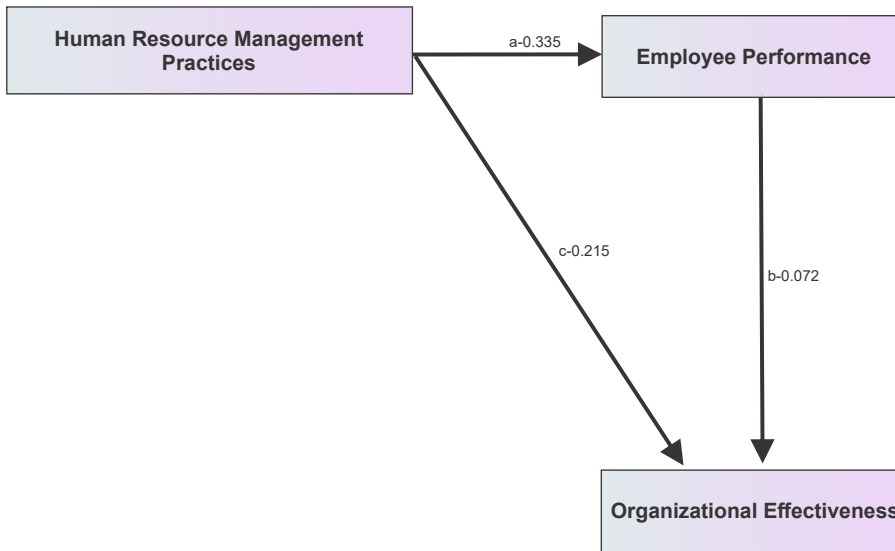 Human Resource Management
Practices
a-0.335
Employee Performance
c-0.215
b-0.072
Organizational Effectiveness